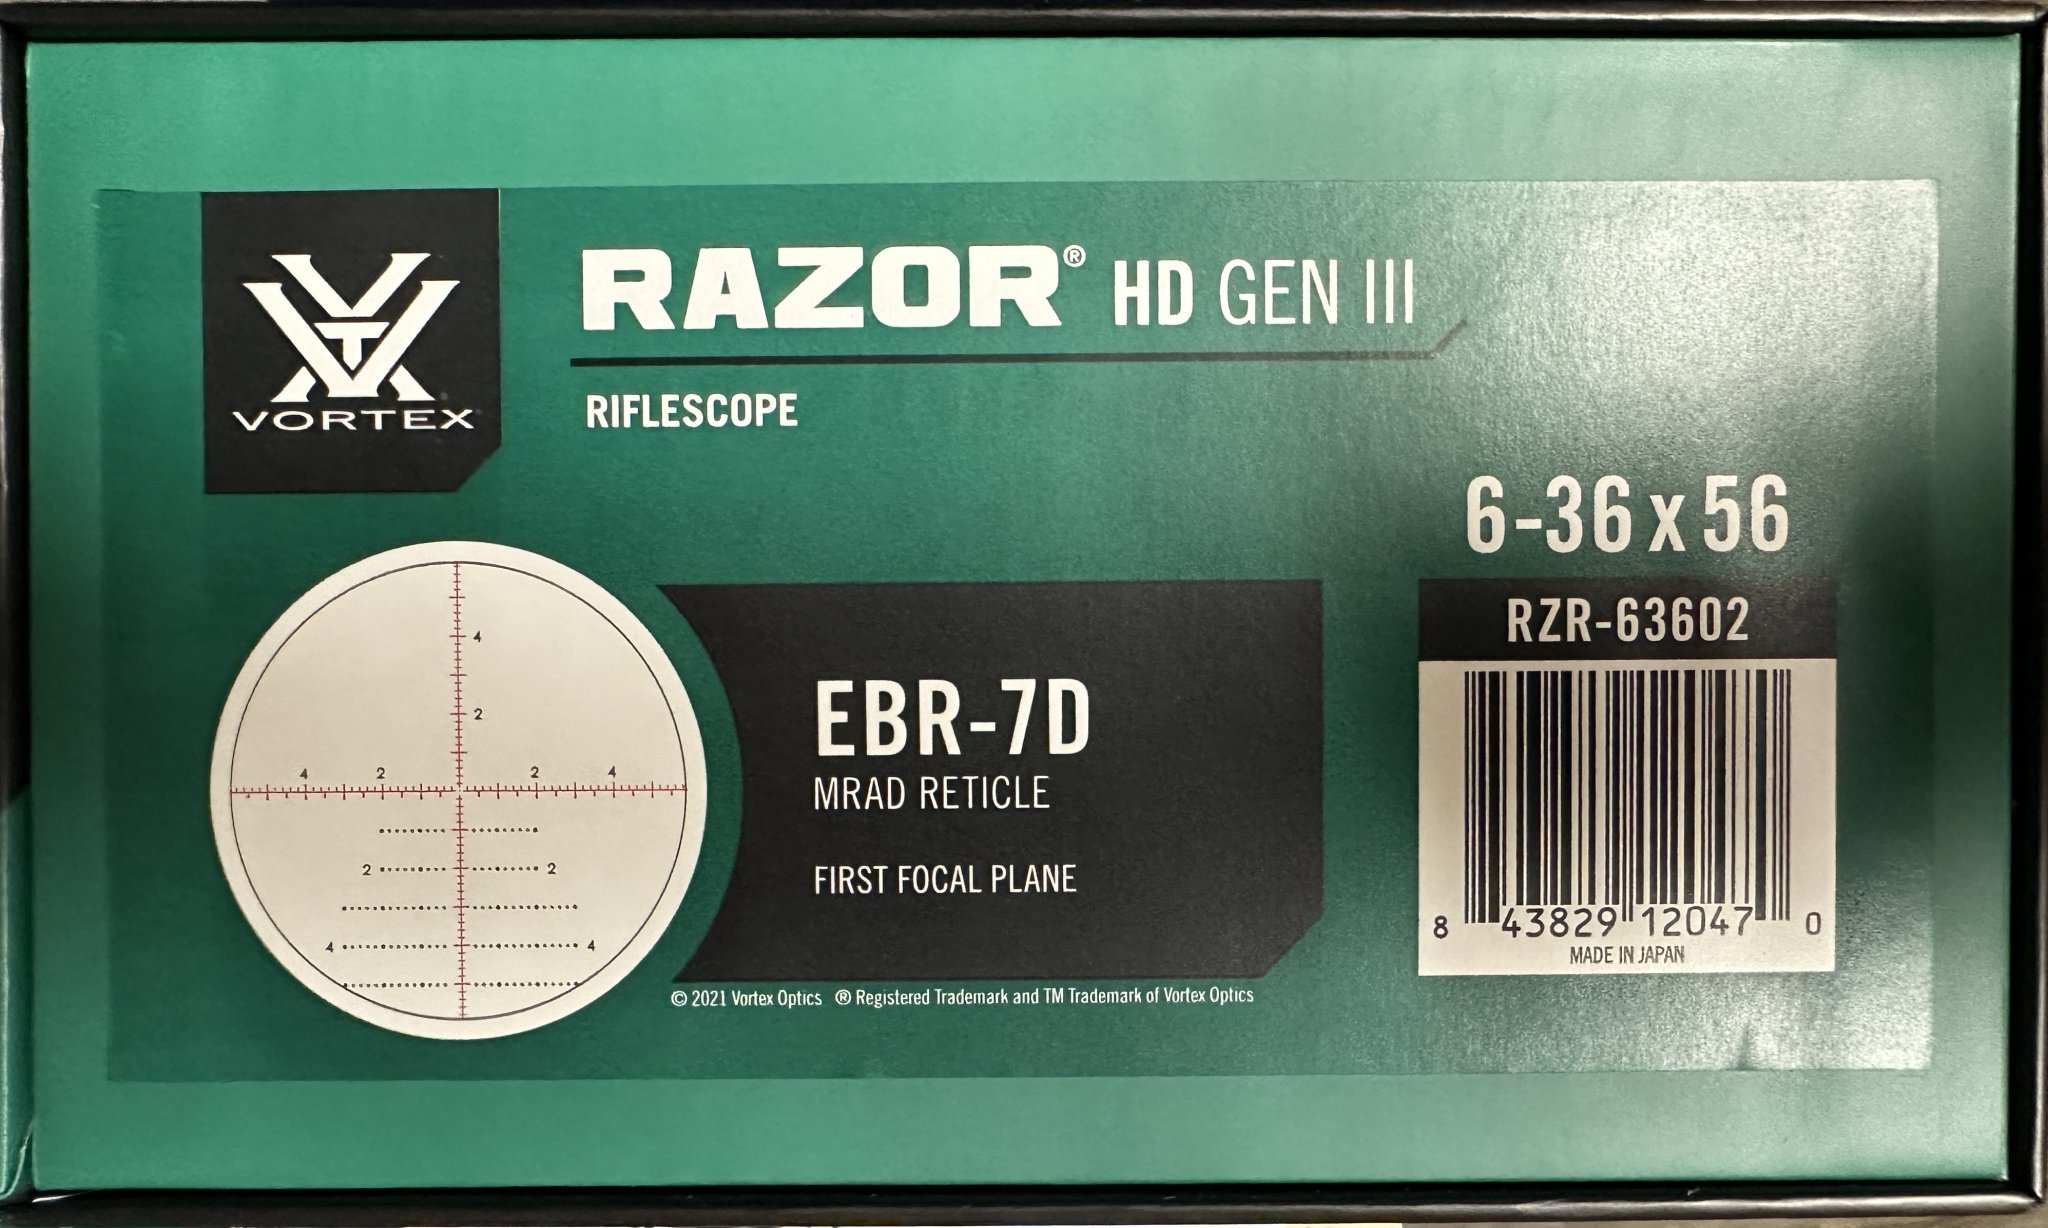 VORTEX
RAZOR® HD GEN III
RIFLESCOPE
6-36 x 56
RZR-63602
EBR-7D
MRAD RETICLE
FIRST FOCAL PLANE
4
2
4 2 2 4
2 2
4 4
8 43829 12047 0
MADE IN JAPAN
© 2021 Vortex Optics ® Registered Trademark and TM Trademark of Vortex Optics